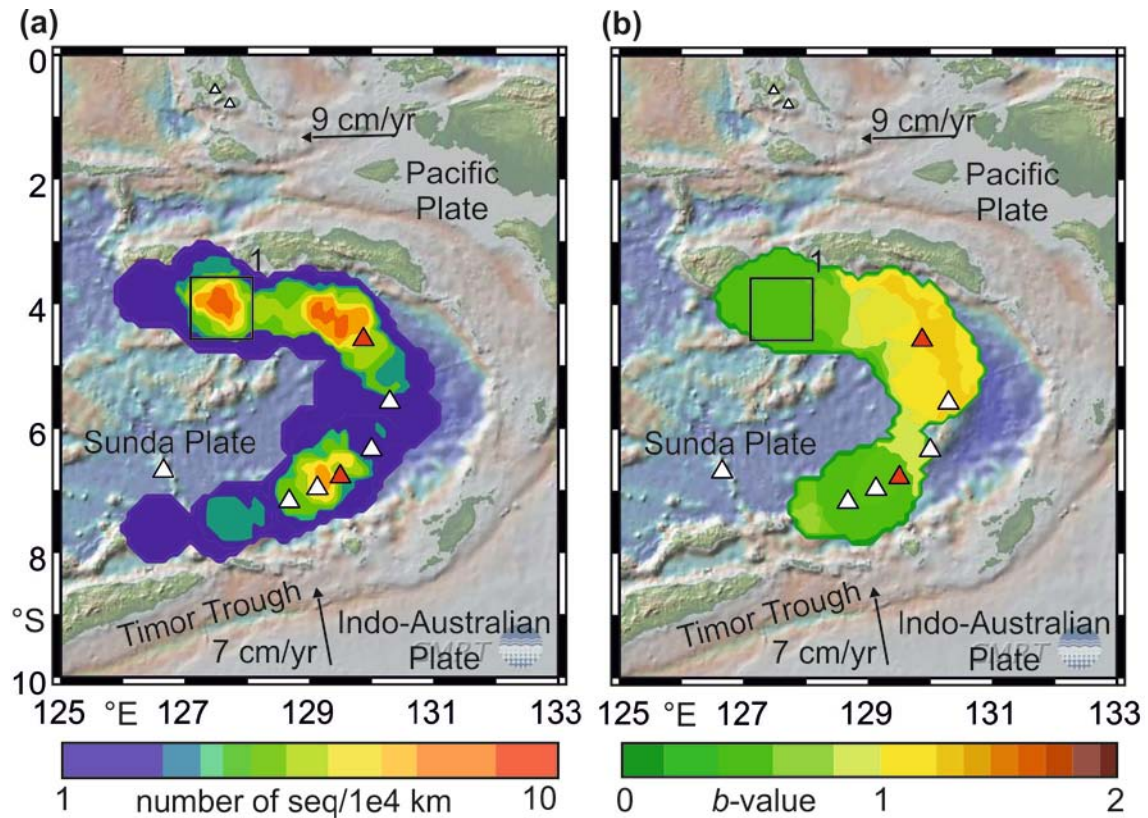 (a)
0
2
4
6
8
°S
10
9 cm/yr
Pacific
Plate
1
Sunda Plate
Timor Trough
7 cm/yr
Indo-Australian
Plate
125 °E 127 129 131 133
1 number of seq/1e4 km 10
(b)
9 cm/yr
Pacific
Plate
1
Sunda Plate
Timor Trough
7 cm/yr
Indo-Australian
Plate
125 °E 127 129 131 133
0 b-value 1 2